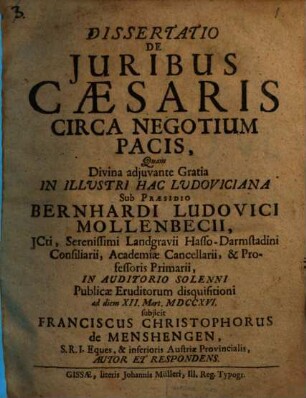 3.
1
DISSERTATIO
DE
JURIBUS
CÆSARIS
CIRCA NEGOTIUM
PACIS,
Quam
Divina adjuvante Gratia
IN ILLUSTRI HAC LUDOVICIANA
Sub PRÆSIDIO
BERNHARDI LUDOVICI
MOLLENBECII,
JCti, Serenissimi Landgravii Hasso-Darmstadini
Consiliarii, Academiæ Cancellarii, & Pro-
fessoris Primarii,
IN AUDITORIO SOLENNI
Publicæ Eruditorum disquisitioni
ad diem XII. Mart. MDCCXVI.
subjicit
FRANCISCUS CHRISTOPHORUS
de MENSHENGEN,
S.R.I. Eques, & inferioris Austriæ Provincialis,
AUTOR ET RESPONDENS.
GISSÆ, literis Johannis Mülleri, Ill. Reg. Typogr.